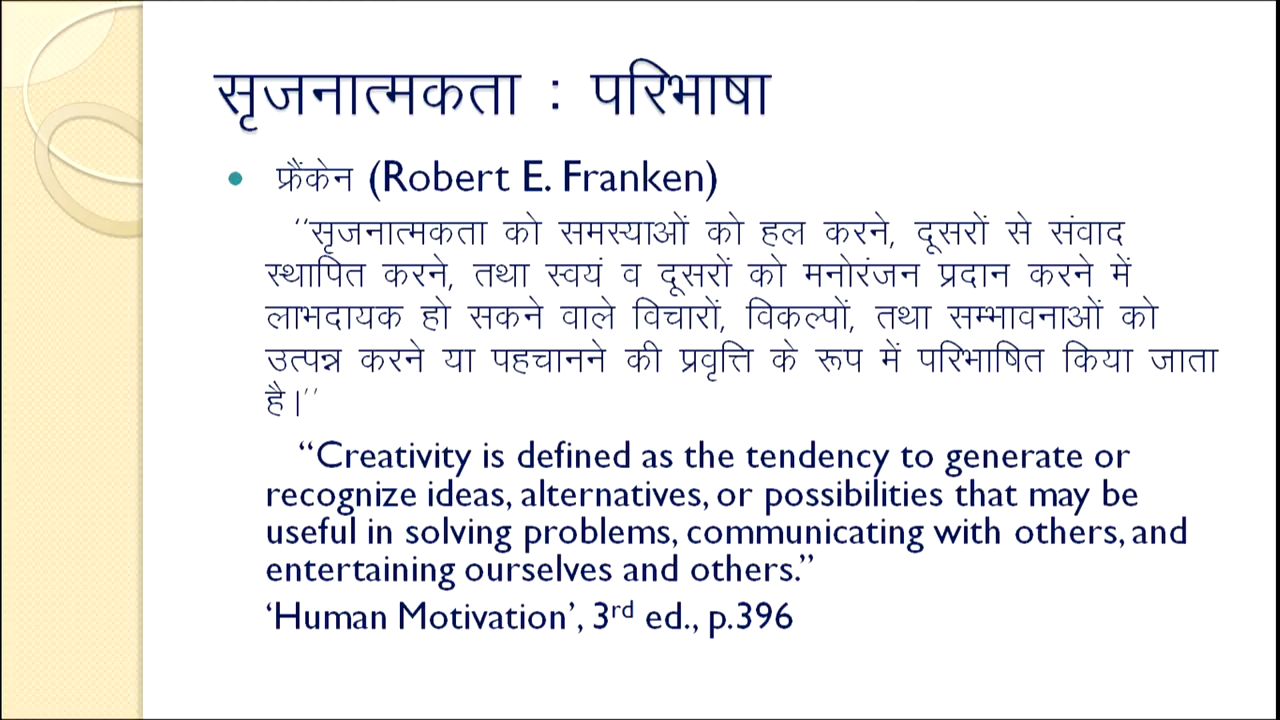 सृजनात्मकता : परिभाषा
• फ्रैंकेन (Robert E. Franken)
‘‘सृजनात्मकता को समस्याओं को हल करने, दूसरों से संवाद
स्थापित करने, तथा स्वयं व दूसरों को मनोरंजन प्रदान करने में
लाभदायक हो सकने वाले विचारों, विकल्पों, तथा सम्भावनाओं को
उत्पन्न करने या पहचानने की प्रवृत्ति के रूप में परिभाषित किया जाता
है।’’
“Creativity is defined as the tendency to generate or
recognize ideas, alternatives, or possibilities that may be
useful in solving problems, communicating with others, and
entertaining ourselves and others.”
‘Human Motivation’, 3rd ed., p.396